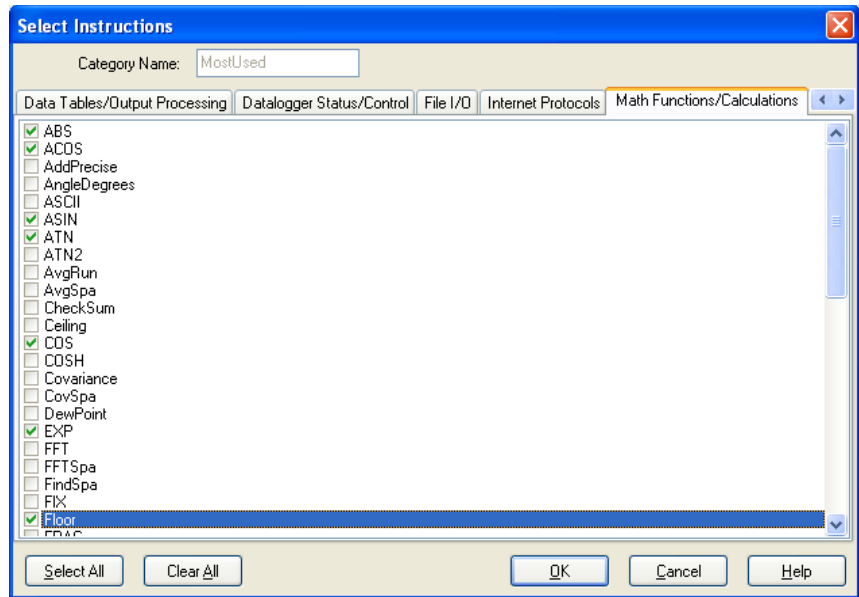 Select Instructions
Category Name: MostUsed
Data Tables/Output Processing Datalogger Status/Control File I/O Internet Protocols Math Functions/Calculations
ABS
ACOS
AddPrecise
AngleDegrees
ASCII
ASIN
ATN
ATN2
AvgRun
AvgSpa
CheckSum
Ceiling
COS
COSH
Covariance
CovSpa
DewPoint
EXP
FFT
FFTSpa
FindSpa
FIX
Floor
Select All Clear All OK Cancel Help